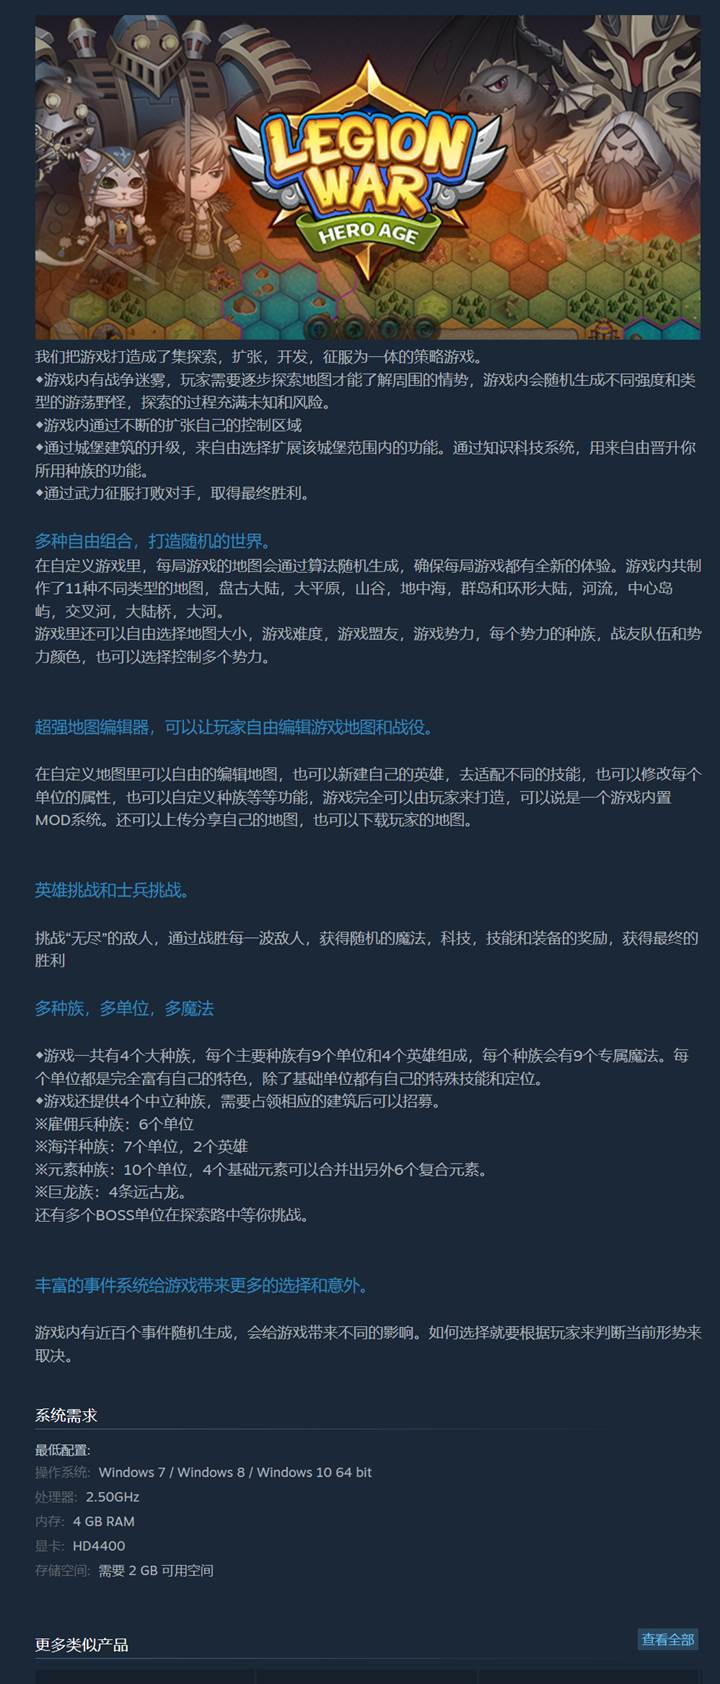 LEGION
WAR
HERO AGE
我们把游戏打造成了集探索，扩张，开发，征服为一体的策略游戏。
◆游戏内有战争迷雾，玩家需要逐步探索地图才能了解周围的情势，游戏内会随机生成不同强度和类
型的游荡野怪，探索的过程充满未知和风险。
◆游戏内通过不断的扩张自己的控制区域
◆通过城堡建筑的升级，来自由选择扩展该城堡范围内的功能。通过知识科技系统，用来自由晋升你
所用种族的功能。
◆通过武力征服打败对手，取得最终胜利。
多种自由组合，打造随机的世界。
在自定义游戏里，每局游戏的地图会通过算法随机生成，确保每局游戏都有全新的体验。游戏内共制
作了11种不同类型的地图，盘古大陆，大平原，山谷，地中海，群岛和环形大陆，河流，中心岛
屿，交叉河，大陆桥，大河。
游戏里还可以自由选择地图大小，游戏难度，游戏盟友，游戏势力，每个势力的种族，战友队伍和势
力颜色，也可以选择控制多个势力。
超强地图编辑器，可以让玩家自由编辑游戏地图和战役。
在自定义地图里可以自由的编辑地图，也可以新建自己的英雄，去适配不同的技能，也可以修改每个
单位的属性，也可以自定义种族等等功能，游戏完全可以由玩家来打造，可以说是一个游戏内置
MOD系统。还可以上传分享自己的地图，也可以下载玩家的地图。
英雄挑战和士兵挑战。
挑战“无尽”的敌人，通过战胜每一波敌人，获得随机的魔法，科技，技能和装备的奖励，获得最终的
胜利
多种族，多单位，多魔法
◆游戏一共有4个大种族，每个主要种族有9个单位和4个英雄组成，每个种族会有9个专属魔法。每
个单位都是完全富有自己的特色，除了基础单位都有自己的特殊技能和定位。
◆游戏还提供4个中立种族，需要占领相应的建筑后可以招募。
※雇佣兵种族：6个单位
※海洋种族：7个单位，2个英雄
※元素种族：10个单位，4个基础元素可以合并出另外6个复合元素。
※巨龙族：4条远古龙。
还有多个BOSS单位在探索路中等你挑战。
丰富的事件系统给游戏带来更多的选择和意外。
游戏内有近百个事件随机生成，会给游戏带来不同的影响。如何选择就要根据玩家来判断当前形势来
取决。
系统需求
最低配置:
操作系统: Windows 7 / Windows 8 / Windows 10 64 bit
处理器: 2.50GHz
内存: 4 GB RAM
显卡: HD4400
存储空间: 需要 2 GB 可用空间
更多类似产品
查看全部